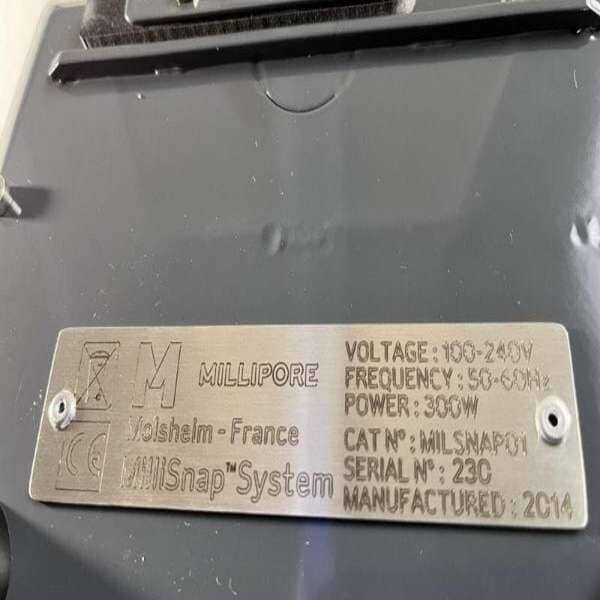 M MILLIPORE
Molsheim - France
MilliSnap™ System
VOLTAGE : 100-240V
FREQUENCY : 50-60Hz
POWER : 300W
CAT N° : MILSNAP01
SERIAL N° : 230
MANUFACTURED : 2014
CE